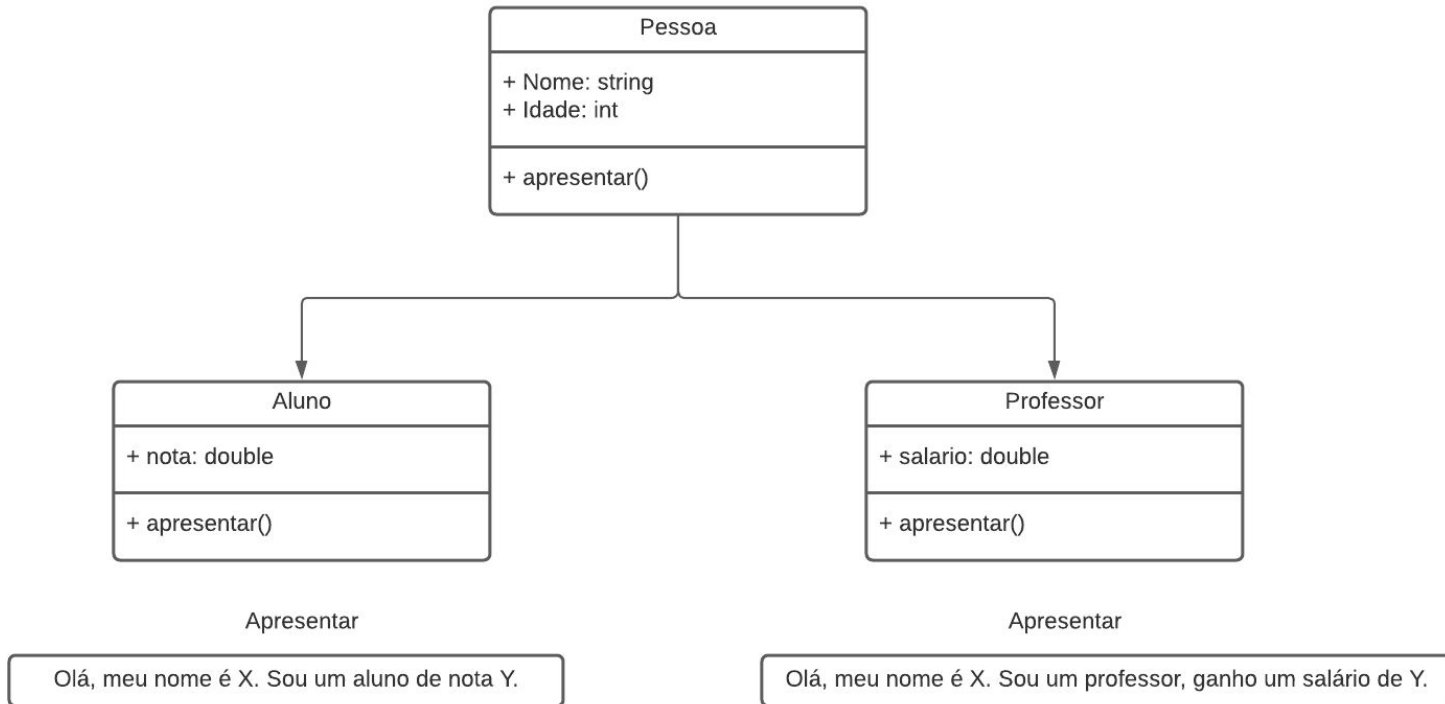 Pessoa
+ Nome: string
+ Idade: int
+ apresentar()
Aluno
+ nota: double
+ apresentar()
Professor
+ salario: double
+ apresentar()
Apresentar
Olá, meu nome é X. Sou um aluno de nota Y.
Apresentar
Olá, meu nome é X. Sou um professor, ganho um salário de Y.